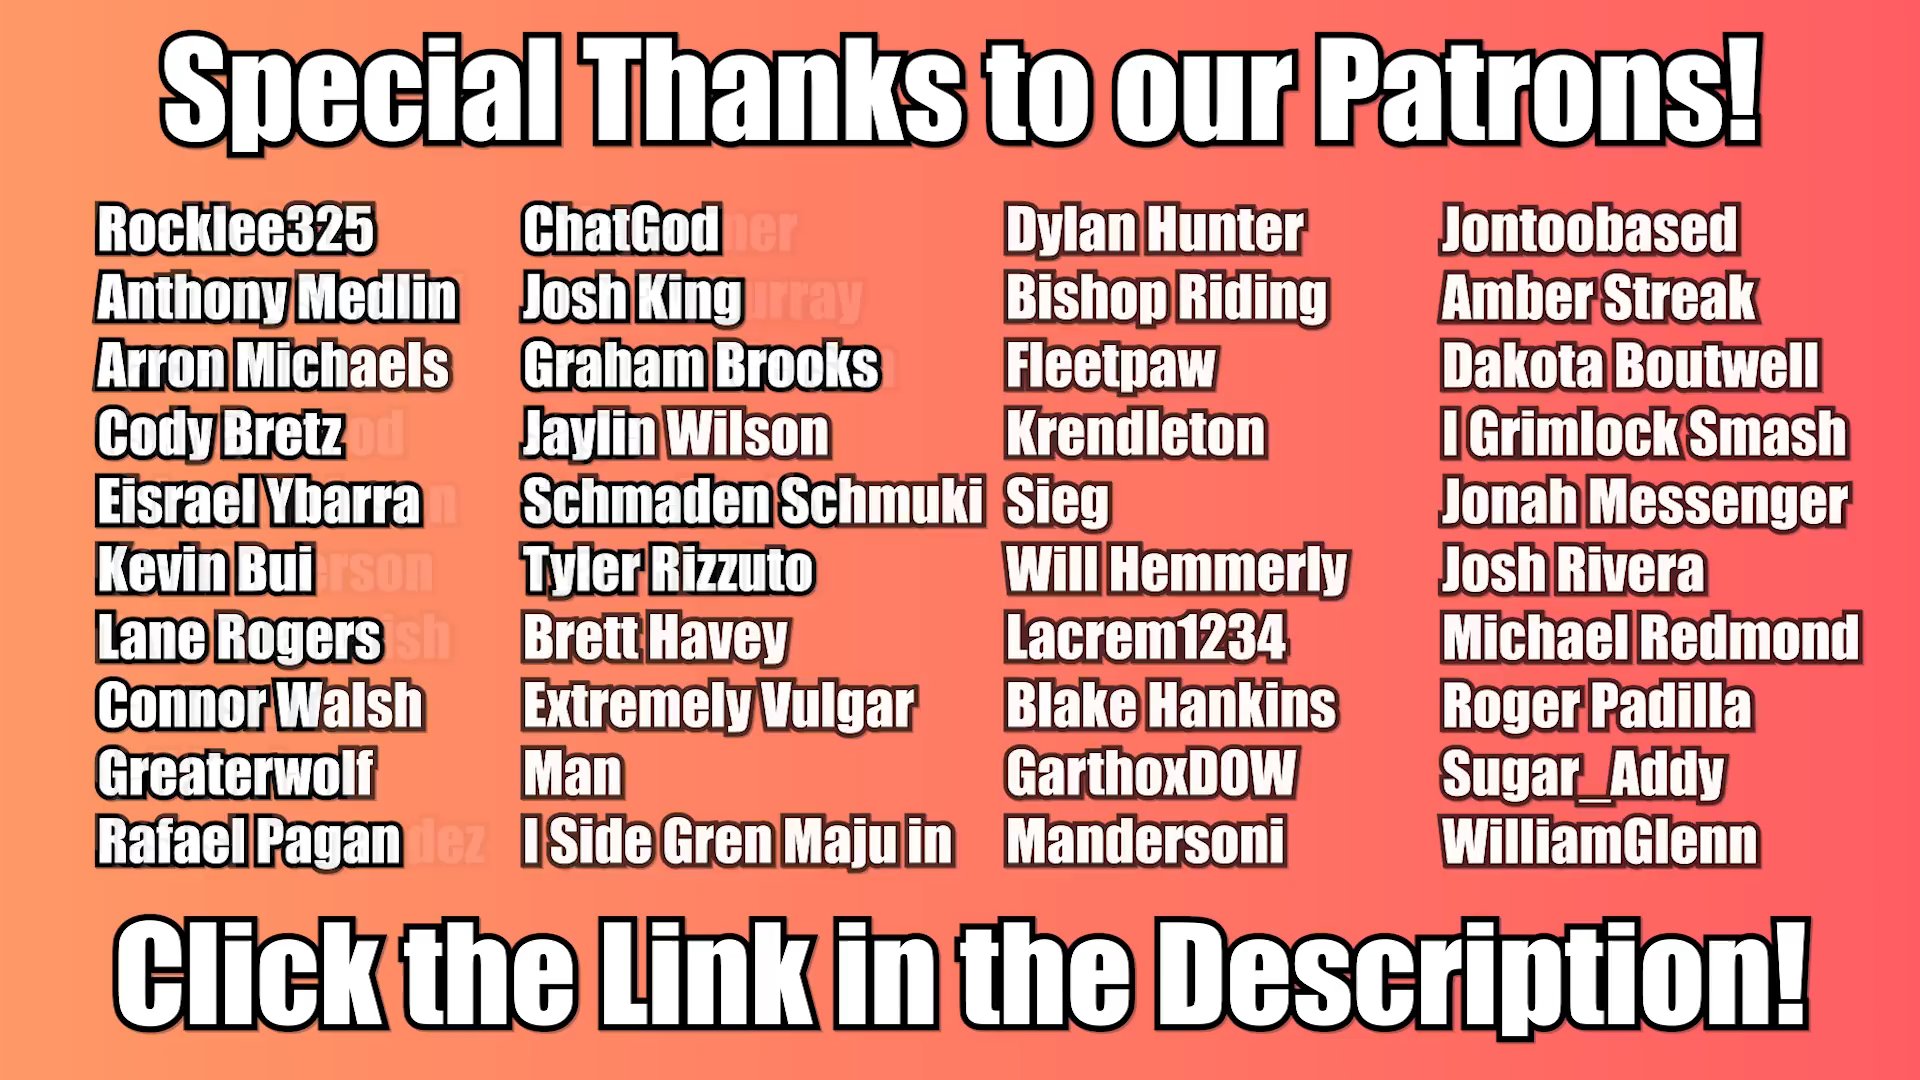 Special Thanks to our Patrons!
Rocklee325
Anthony Medlin
Arron Michaels
Cody Bretz
Eisrael Ybarra
Kevin Bui
Lane Rogers
Connor Walsh
Greaterwolf
Rafael Pagan
ChatGod
Josh King
Graham Brooks
Jaylin Wilson
Schmaden Schmuki
Tyler Rizzuto
Brett Havey
Extremely Vulgar
Man
I Side Gren Maju in
Dylan Hunter
Bishop Riding
Fleetpaw
Krendleton
Sieg
Will Hemmerly
Lacrem1234
Blake Hankins
GarthoxDOW
Mandersoni
Jontoobased
Amber Streak
Dakota Boutwell
I Grimlock Smash
Jonah Messenger
Josh Rivera
Michael Redmond
Roger Padilla
Sugar_Addy
WilliamGlenn
Click the Link in the Description!